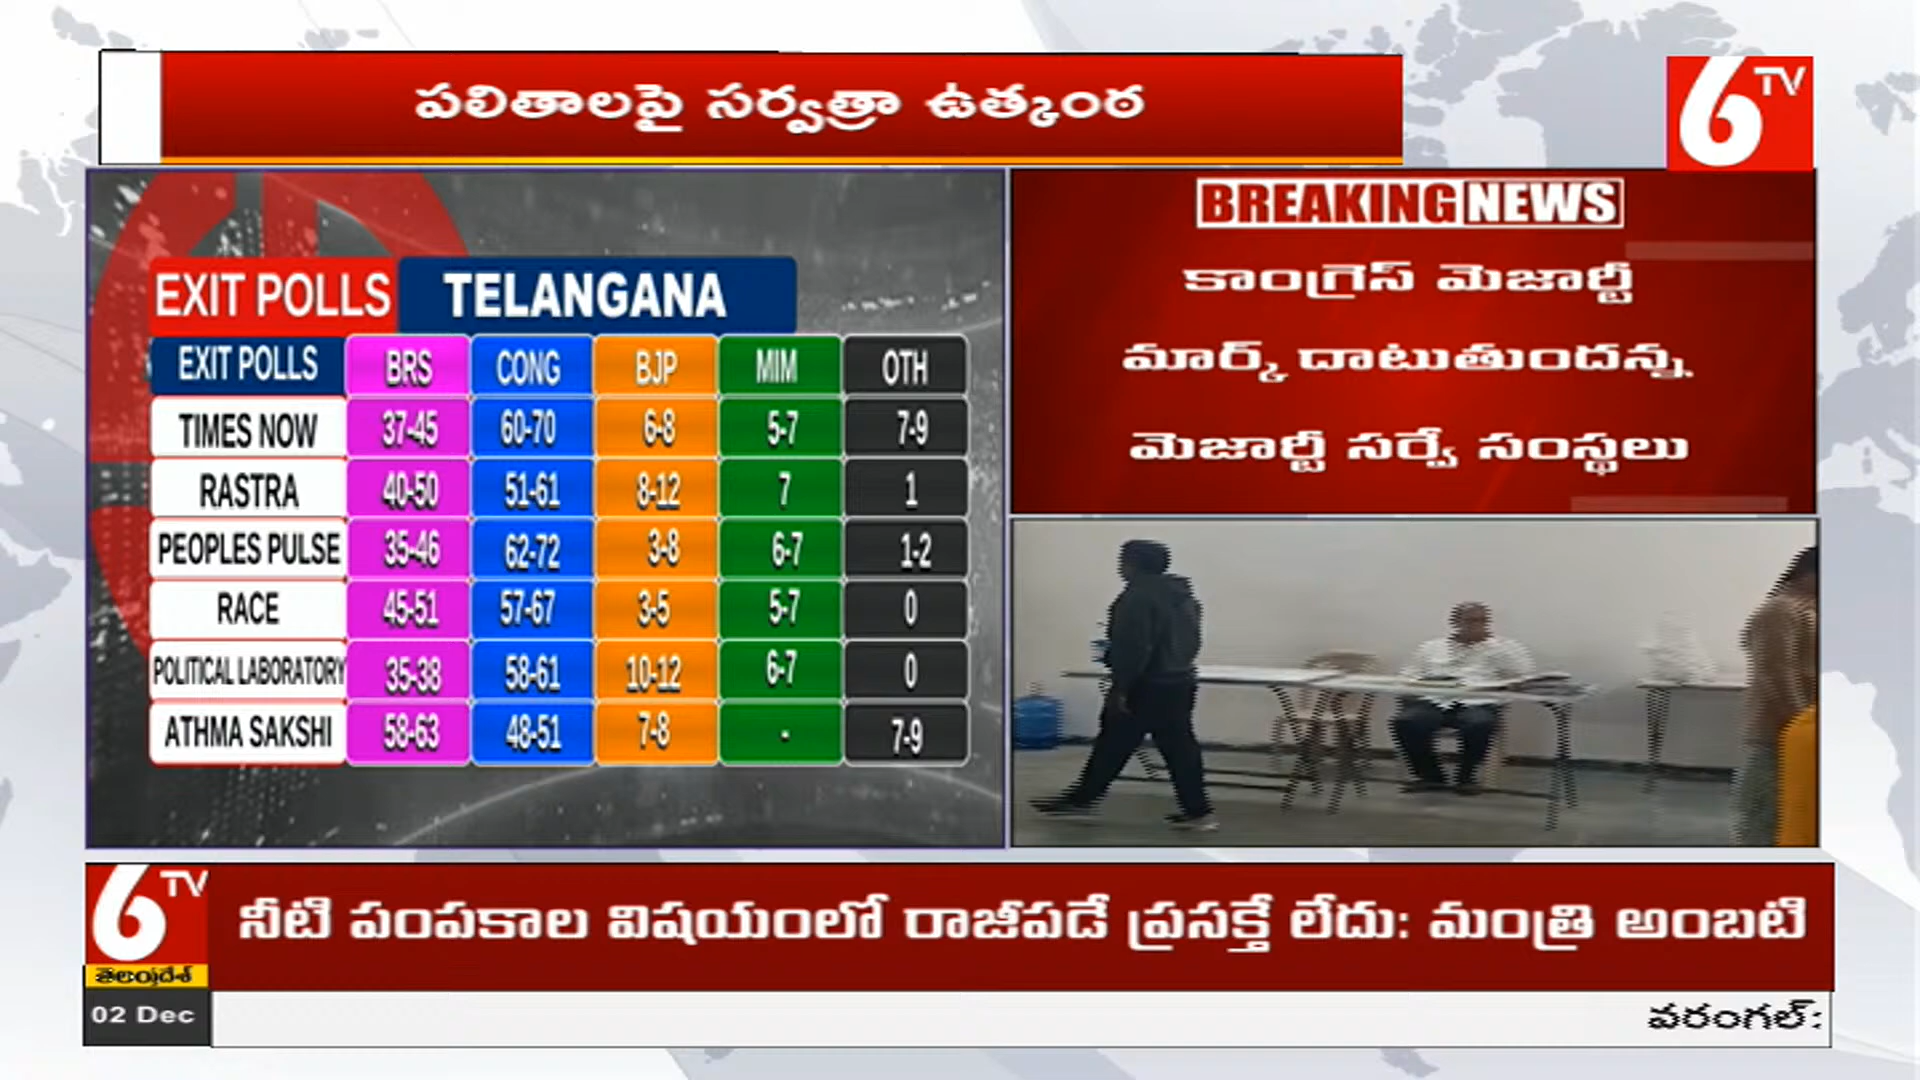 పలితాలపై సర్వత్రా ఉత్కంఠ
6 TV
EXIT POLLS TELANGANA
EXIT POLLS BRS CONG BJP MIM OTH
TIMES NOW 37-45 60-70 6-8 5-7 7-9
RASTRA 40-50 51-61 8-12 7 1
PEOPLES PULSE 35-46 62-72 3-8 6-7 1-2
RACE 45-51 57-67 3-5 5-7 0
POLITICAL LABORATORY 35-38 58-61 10-12 6-7 0
ATHMA SAKSHI 58-63 48-51 7-8 - 7-9
BREAKING NEWS
కాంగ్రెస్ మెజార్టీ
మార్క్ దాటుతుందన్న
మెజార్టీ సర్వే సంస్థలు
6 TV
నీటి పంపకాల విషయంలో రాజీపడే ప్రసక్తే లేదు: మంత్రి అంబటి
02 Dec
వరంగల్: